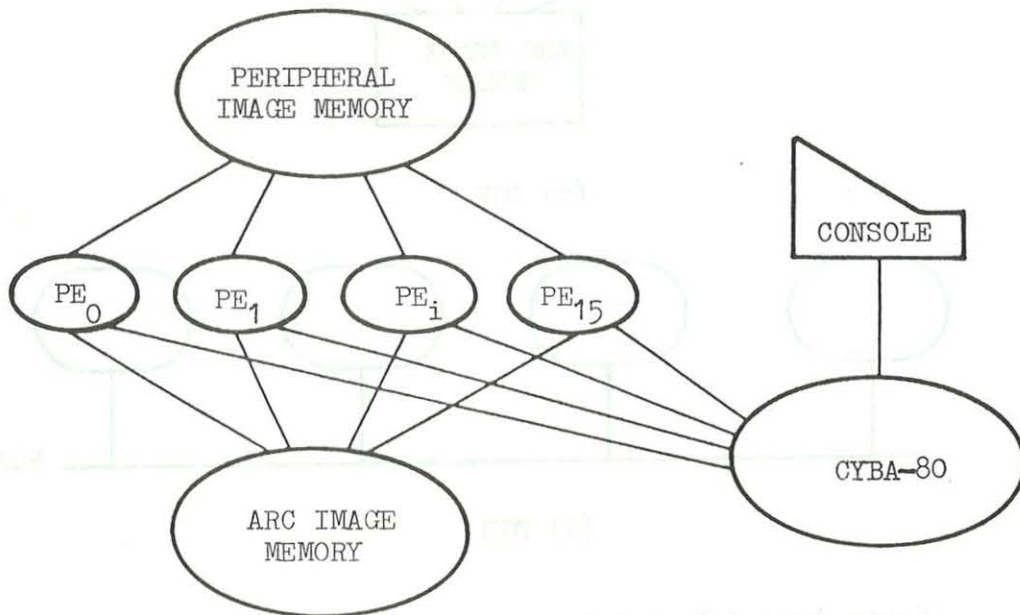 PERIPHERAL
IMAGE MEMORY
CONSOLE
PE0
PE1
PEi
PE15
CYBA-80
ARC IMAGE
MEMORY